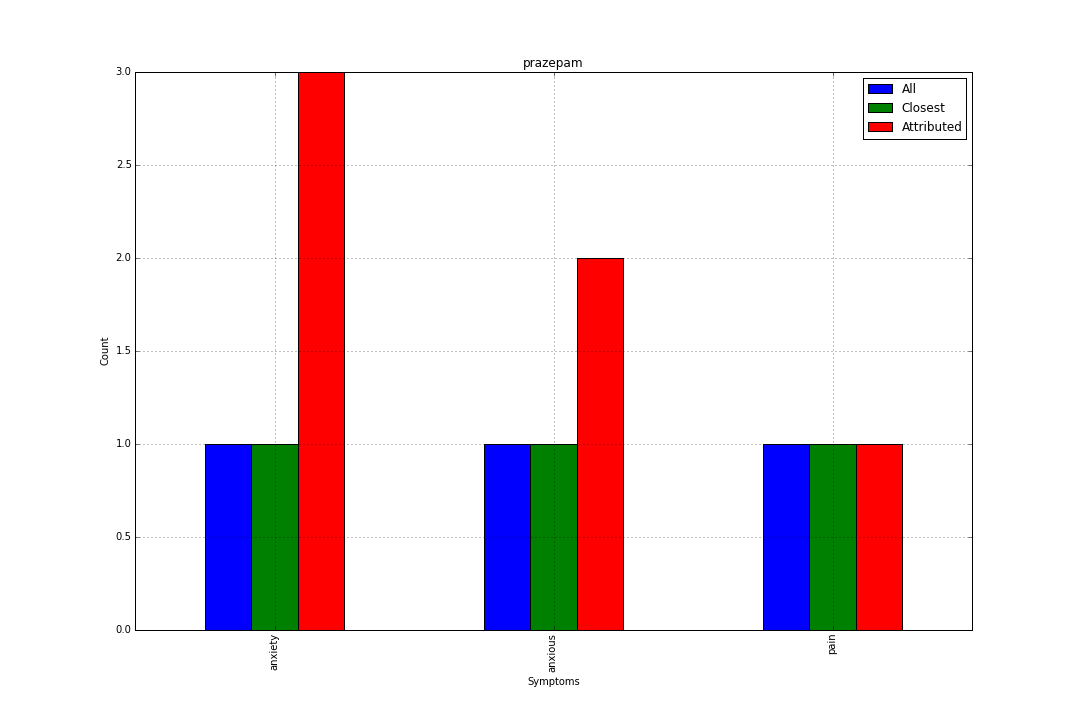 prazepam
All
Closest
Attributed
3.0
2.5
2.0
1.5
1.0
0.5
0.0
Count
anxiety
anxious
pain
Symptoms